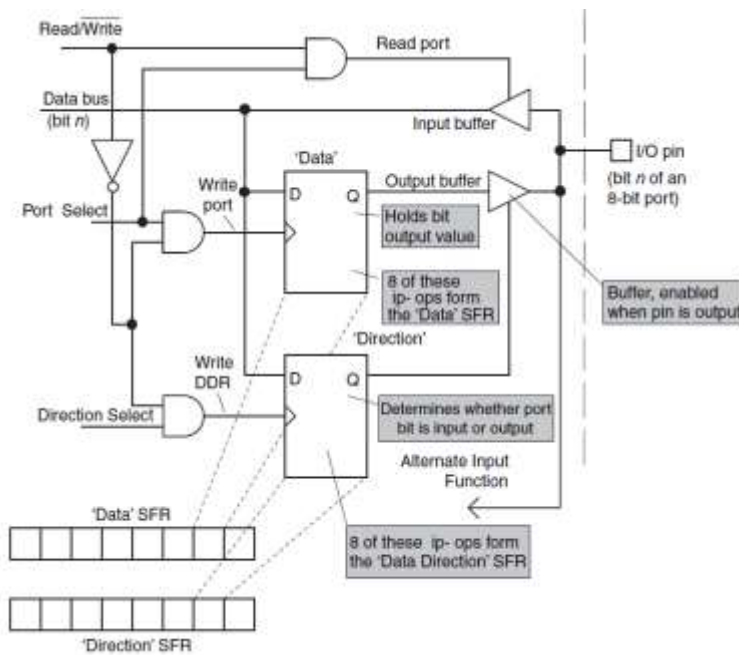 Read/Write
Read port
Data bus
(bit n)
Input buffer
I/O pin
(bit n of an
8-bit port)
'Data'
Write
port
D
Q
Output buffer
Port Select
Holds bit
output value
8 of these
ip- ops form
the 'Data' SFR
Buffer, enabled
when pin is output
'Direction'
Write
DDR
D
Q
Direction Select
Determines whether port
bit is input or output
Alternate Input
Function
'Data' SFR
8 of these ip- ops form
the 'Data Direction' SFR
'Direction' SFR